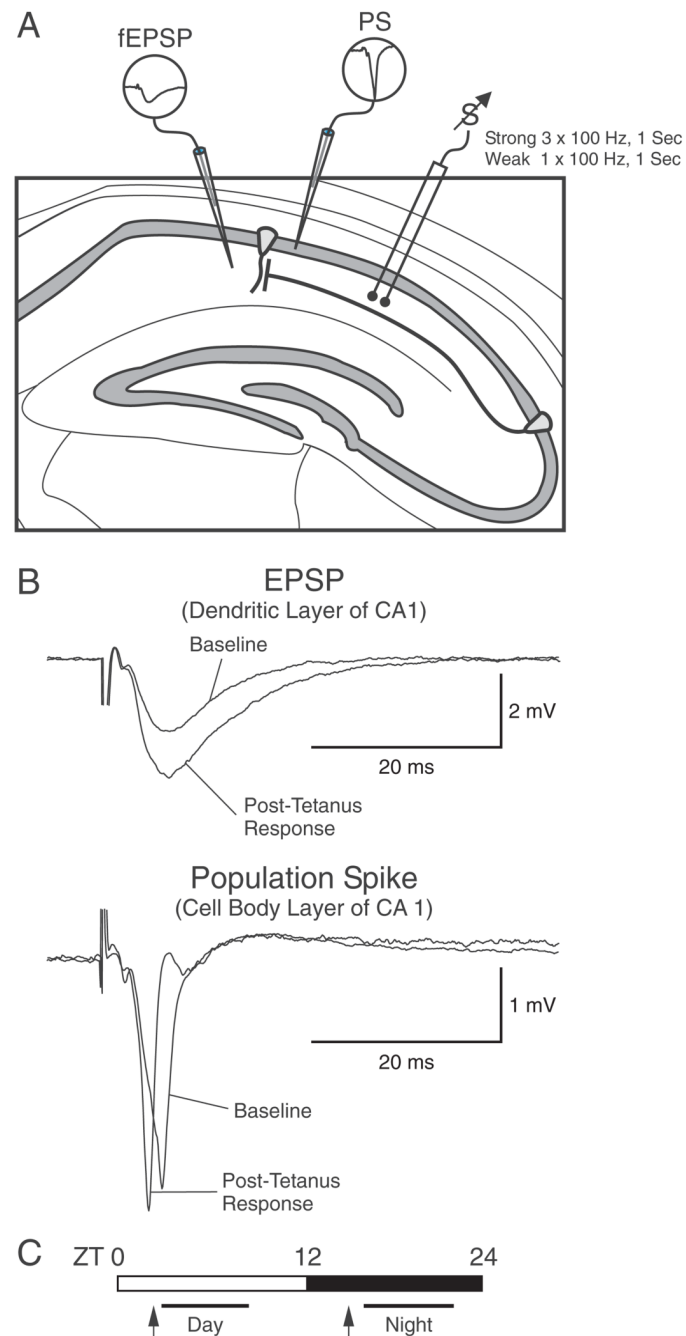 A
fEPSP
PS
S
Strong 3 x 100 Hz, 1 Sec
Weak 1 x 100 Hz, 1 Sec
B
EPSP
(Dendritic Layer of CA1)
Baseline
2 mV
20 ms
Post-Tetanus
Response
Population Spike
(Cell Body Layer of CA 1)
1 mV
20 ms
Baseline
Post-Tetanus
Response
C
ZT 0 12 24
Day Night